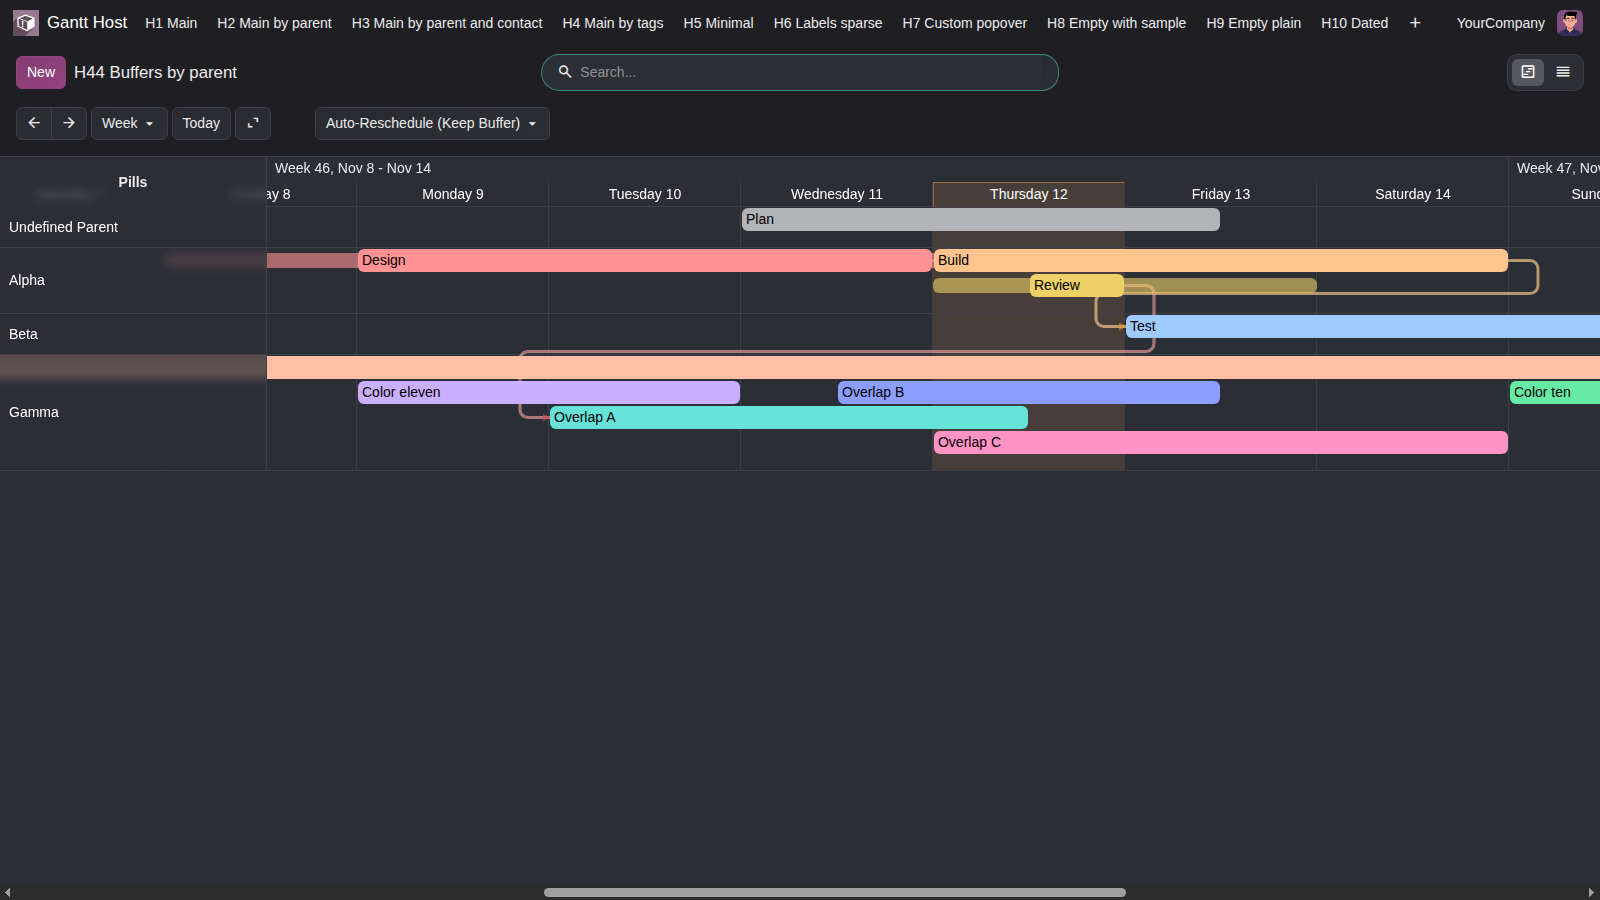 Gantt Host H1 Main H2 Main by parent H3 Main by parent and contact H4 Main by tags H5 Minimal H6 Labels sparse H7 Custom popover H8 Empty with sample H9 Empty plain H10 Dated + YourCompany
New H44 Buffers by parent Search...
Week Today Auto-Reschedule (Keep Buffer)
Week 46, Nov 8 - Nov 14 Week 47, Nov
Pills
ay 8 Monday 9 Tuesday 10 Wednesday 11 Thursday 12 Friday 13 Saturday 14 Sund
Plan
Undefined Parent
Design Build
Alpha
Review
Test
Beta
Color eleven Overlap B Color ten
Gamma
Overlap A
Overlap C